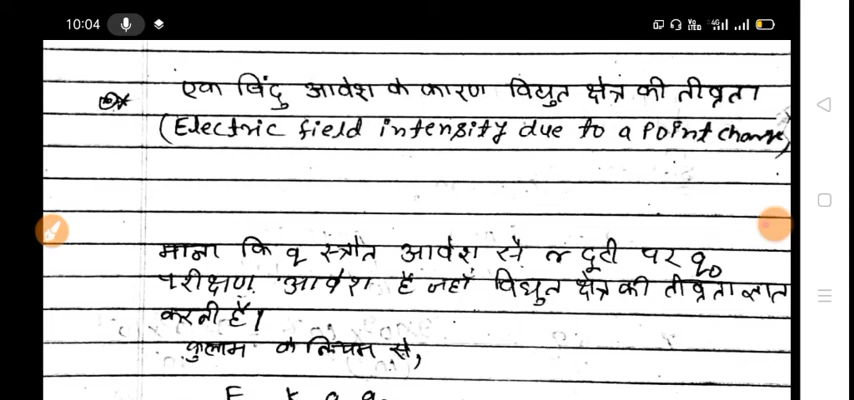 10:04
एक बिंदु आवेश के कारण विद्युत क्षेत्र की तीव्रता
(Electric field intensity due to a Point charge)
माना कि q स्त्रोत आवेश से r दूरी पर q₀
परीक्षण आवेश है जहाँ विद्युत क्षेत्र की तीव्रता ज्ञात
करनी है।
कुलाम के नियम से,